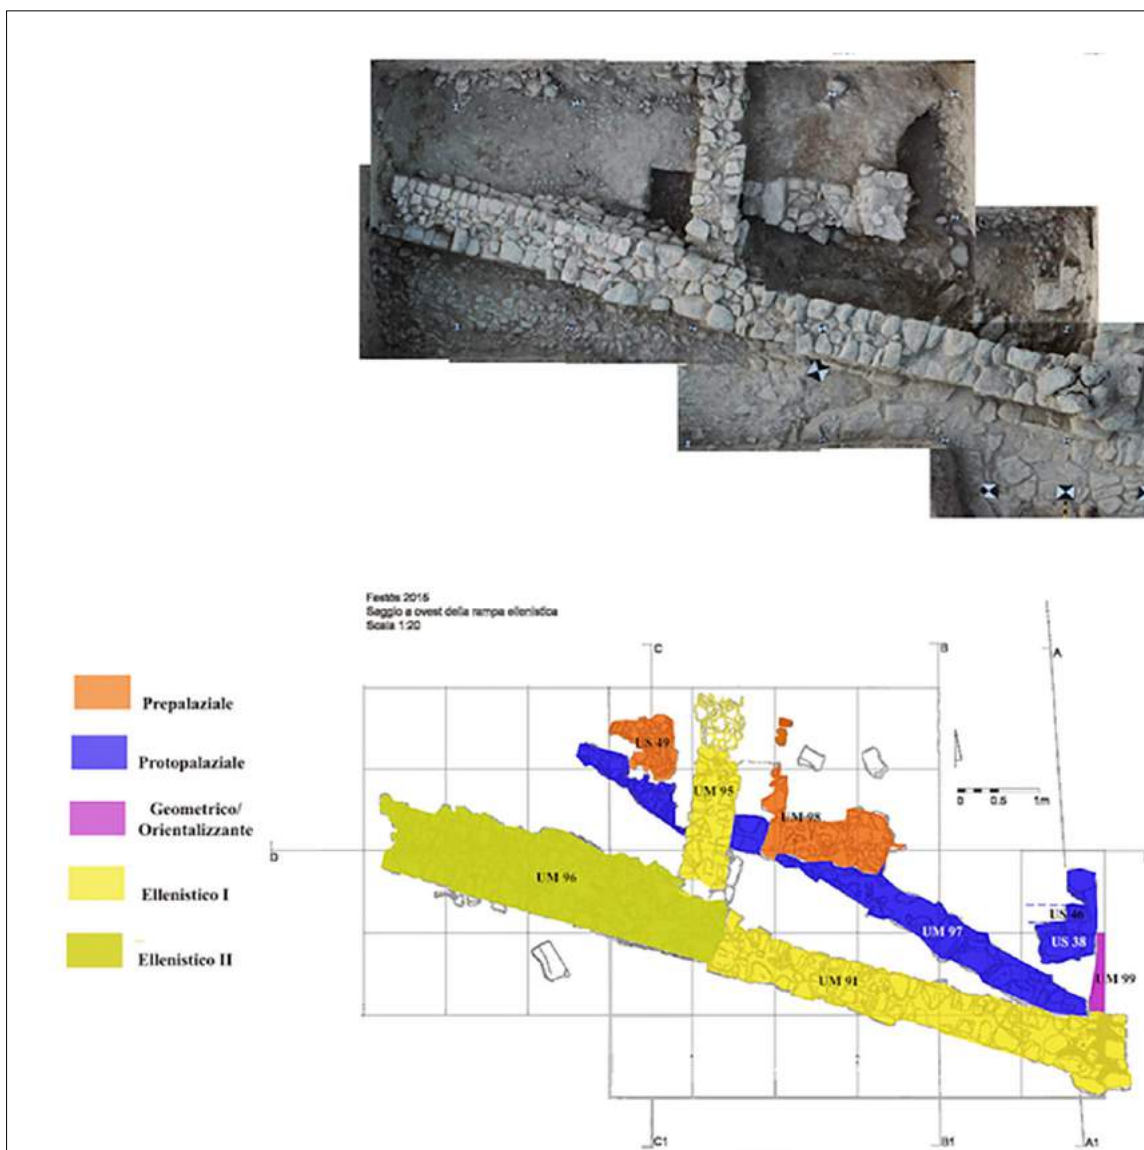 Festòs 2015
Saggio a ovest della rampa ellenistica
Scala 1:20
C
B
A
Prepalaziale
Protopalaziale
Geometrico/
Orientalizzante
Ellenistico I
Ellenistico II
US 49
UM 95
UM 98
0 0.5 1m
D
UM 96
US 46
UM 97
US 38
UM 99
UM 91
C1
B1
A1